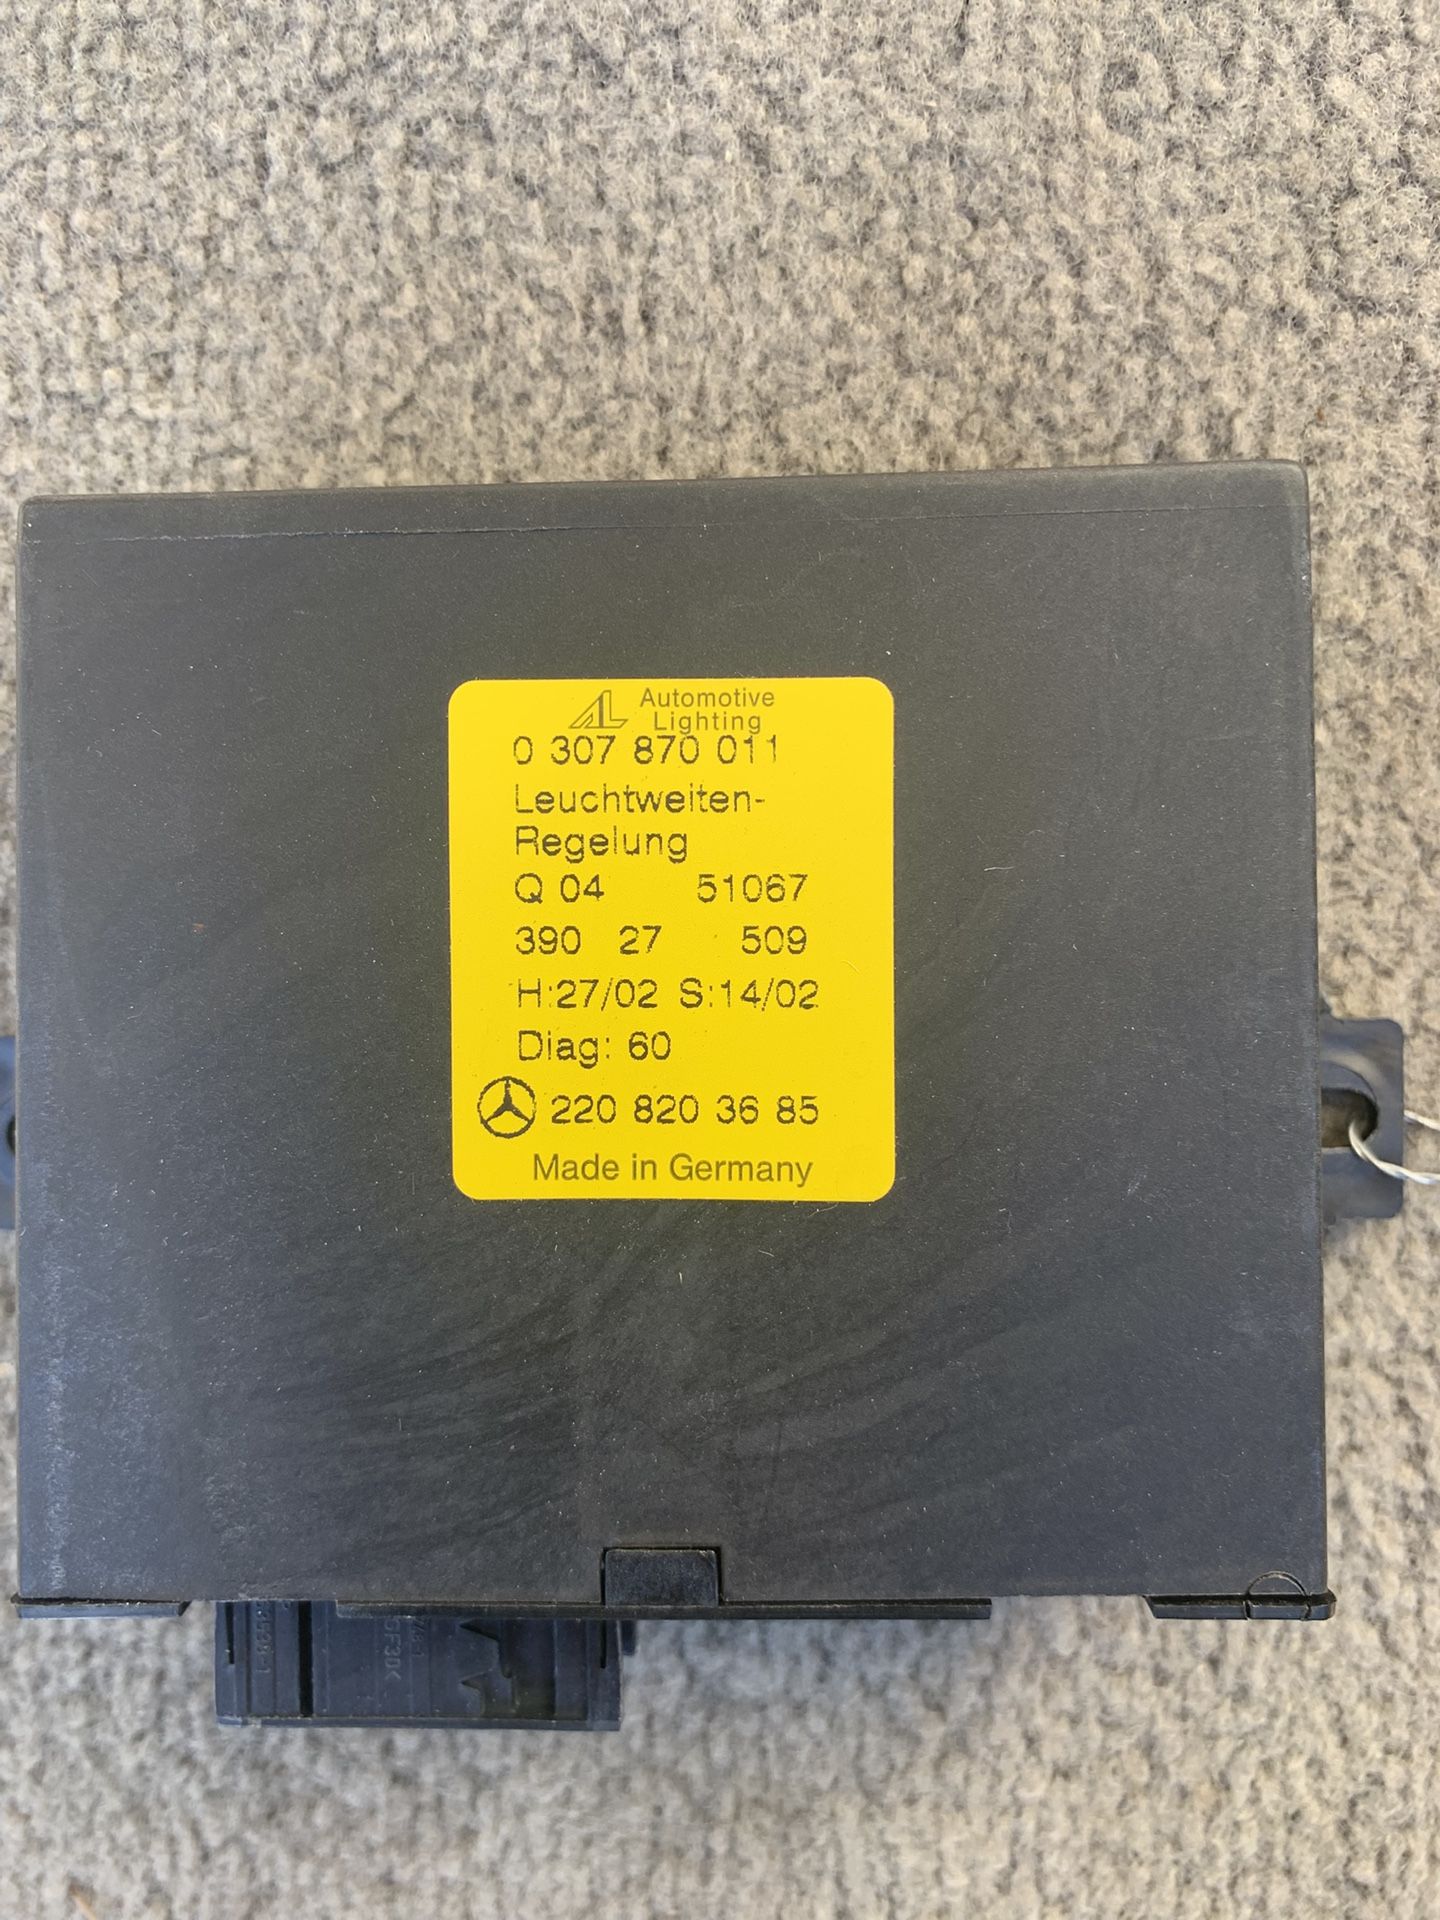 Automotive
Lighting
0 307 870 011
Leuchtweiten-
Regelung
Q 04 51067
390 27 509
H:27/02 S:14/02
Diag: 60
220 820 36 85
Made in Germany